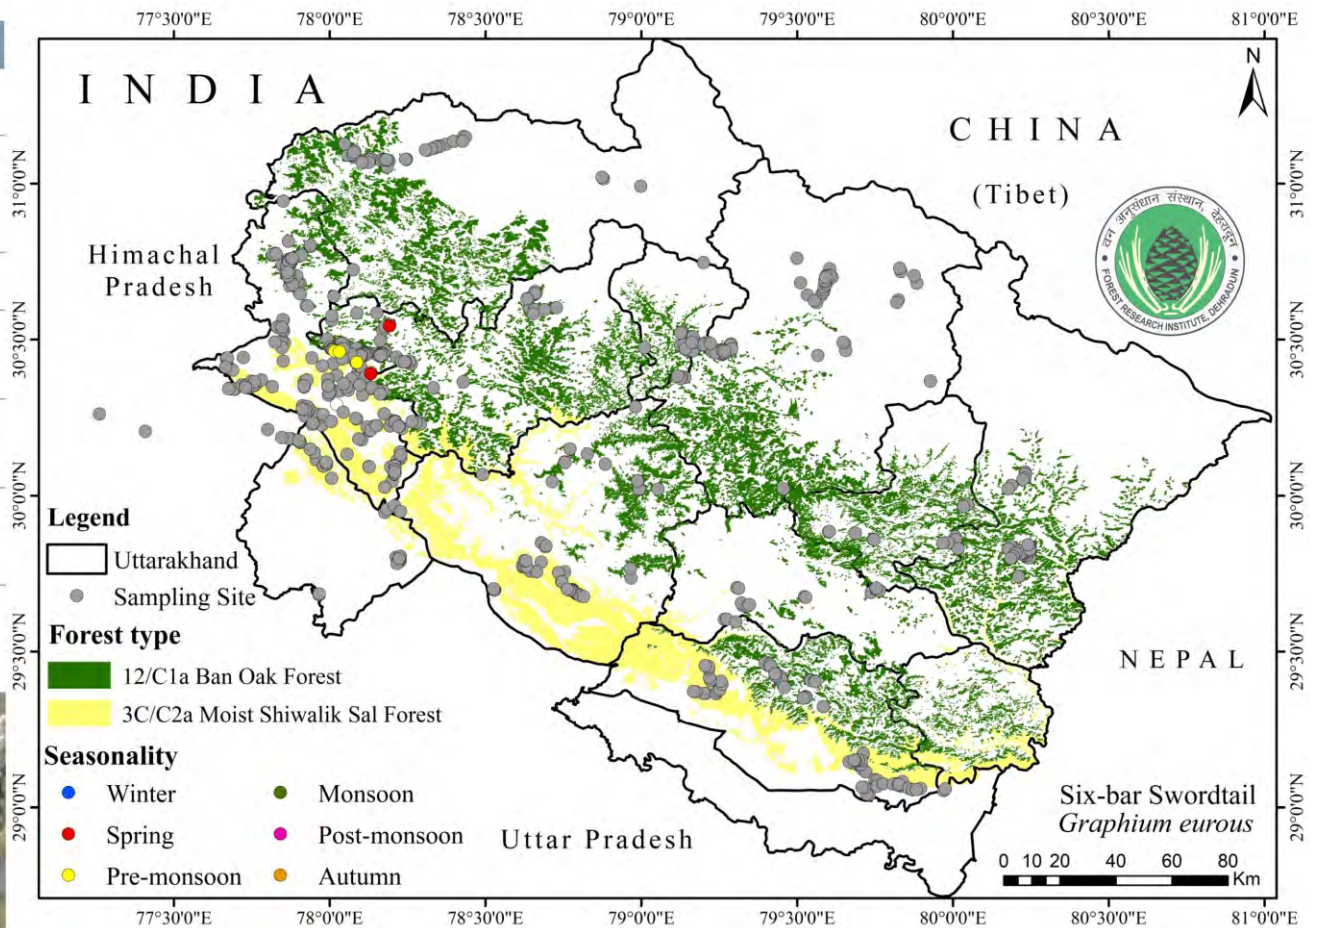 77°30'0"E 78°0'0"E 78°30'0"E 79°0'0"E 79°30'0"E 80°0'0"E 80°30'0"E 81°0'0"E
INDIA
N
CHINA
(Tibet)
31°0'0"N
31°0'0"N
वन अनुसंधान संस्थान, देहरादून
FOREST RESEARCH INSTITUTE, DEHRADUN
Himachal
Pradesh
30°30'0"N
30°30'0"N
30°0'0"N
30°0'0"N
Legend
Uttarakhand
Sampling Site
Forest type
12/C1a Ban Oak Forest
3C/C2a Moist Shiwalik Sal Forest
29°30'0"N
29°30'0"N
NEPAL
Seasonality
Winter
Monsoon
Spring
Post-monsoon
Pre-monsoon
Autumn
29°0'0"N
29°0'0"N
Uttar Pradesh
Six-bar Swordtail
Graphium eurous
0 10 20 40 60 80
Km
77°30'0"E 78°0'0"E 78°30'0"E 79°0'0"E 79°30'0"E 80°0'0"E 80°30'0"E 81°0'0"E